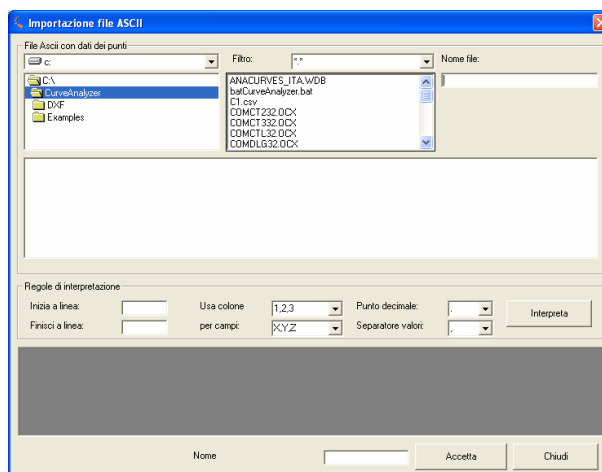 Importazione file ASCII
File Ascii con dati dei punti
c:
Filtro:
*.*
Nome file:
C:\
CurveAnalyzer
DXF
Examples
ANACURVES_ITA.WDB
batCurveAnalyzer.bat
C1.csv
COMCT232.OCX
COMCT332.OCX
COMCTL32.OCX
COMDLG32.OCX
Regole di interpretazione
Inizia a linea:
Usa colone
1,2,3
Punto decimale:
.
Interpreta
Finisci a linea:
per campi:
X,Y,Z
Separatore valori:
,
Nome
Accetta
Chiudi